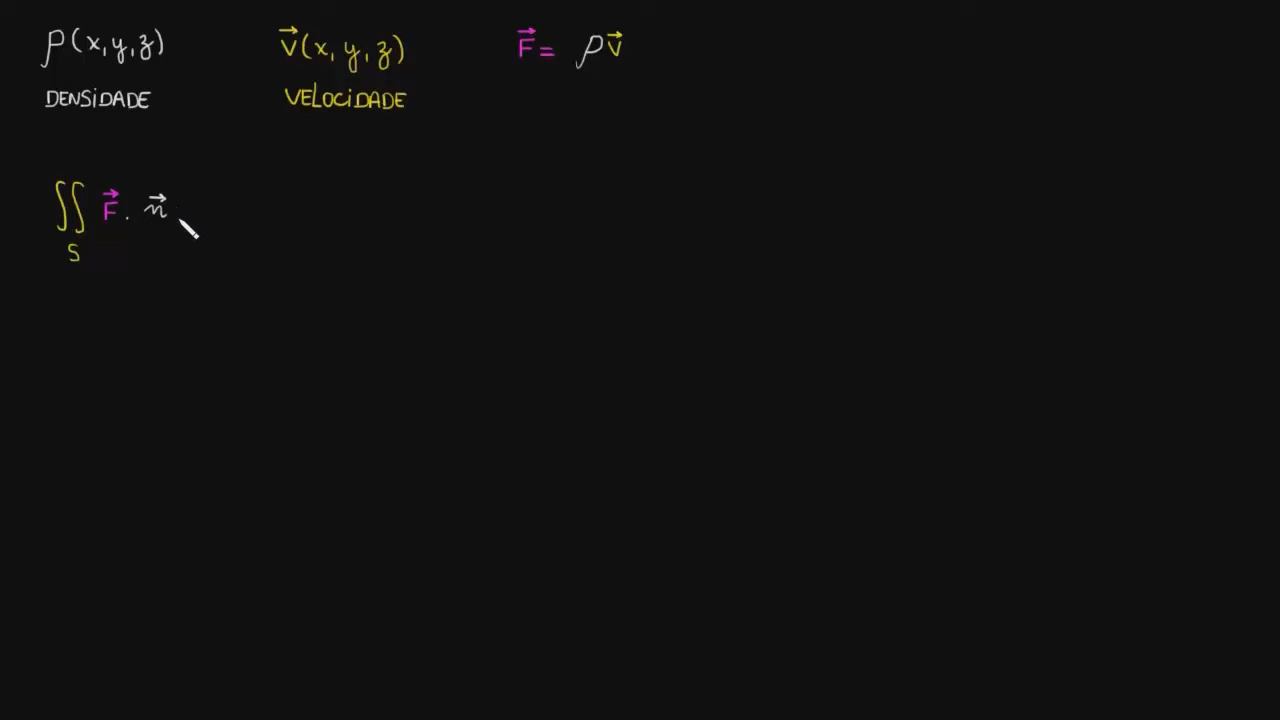 ρ(x,y,z) v⃗(x,y,z) F⃗ = ρv⃗
DENSIDADE VELOCIDADE
∬ F⃗ . n⃗
S